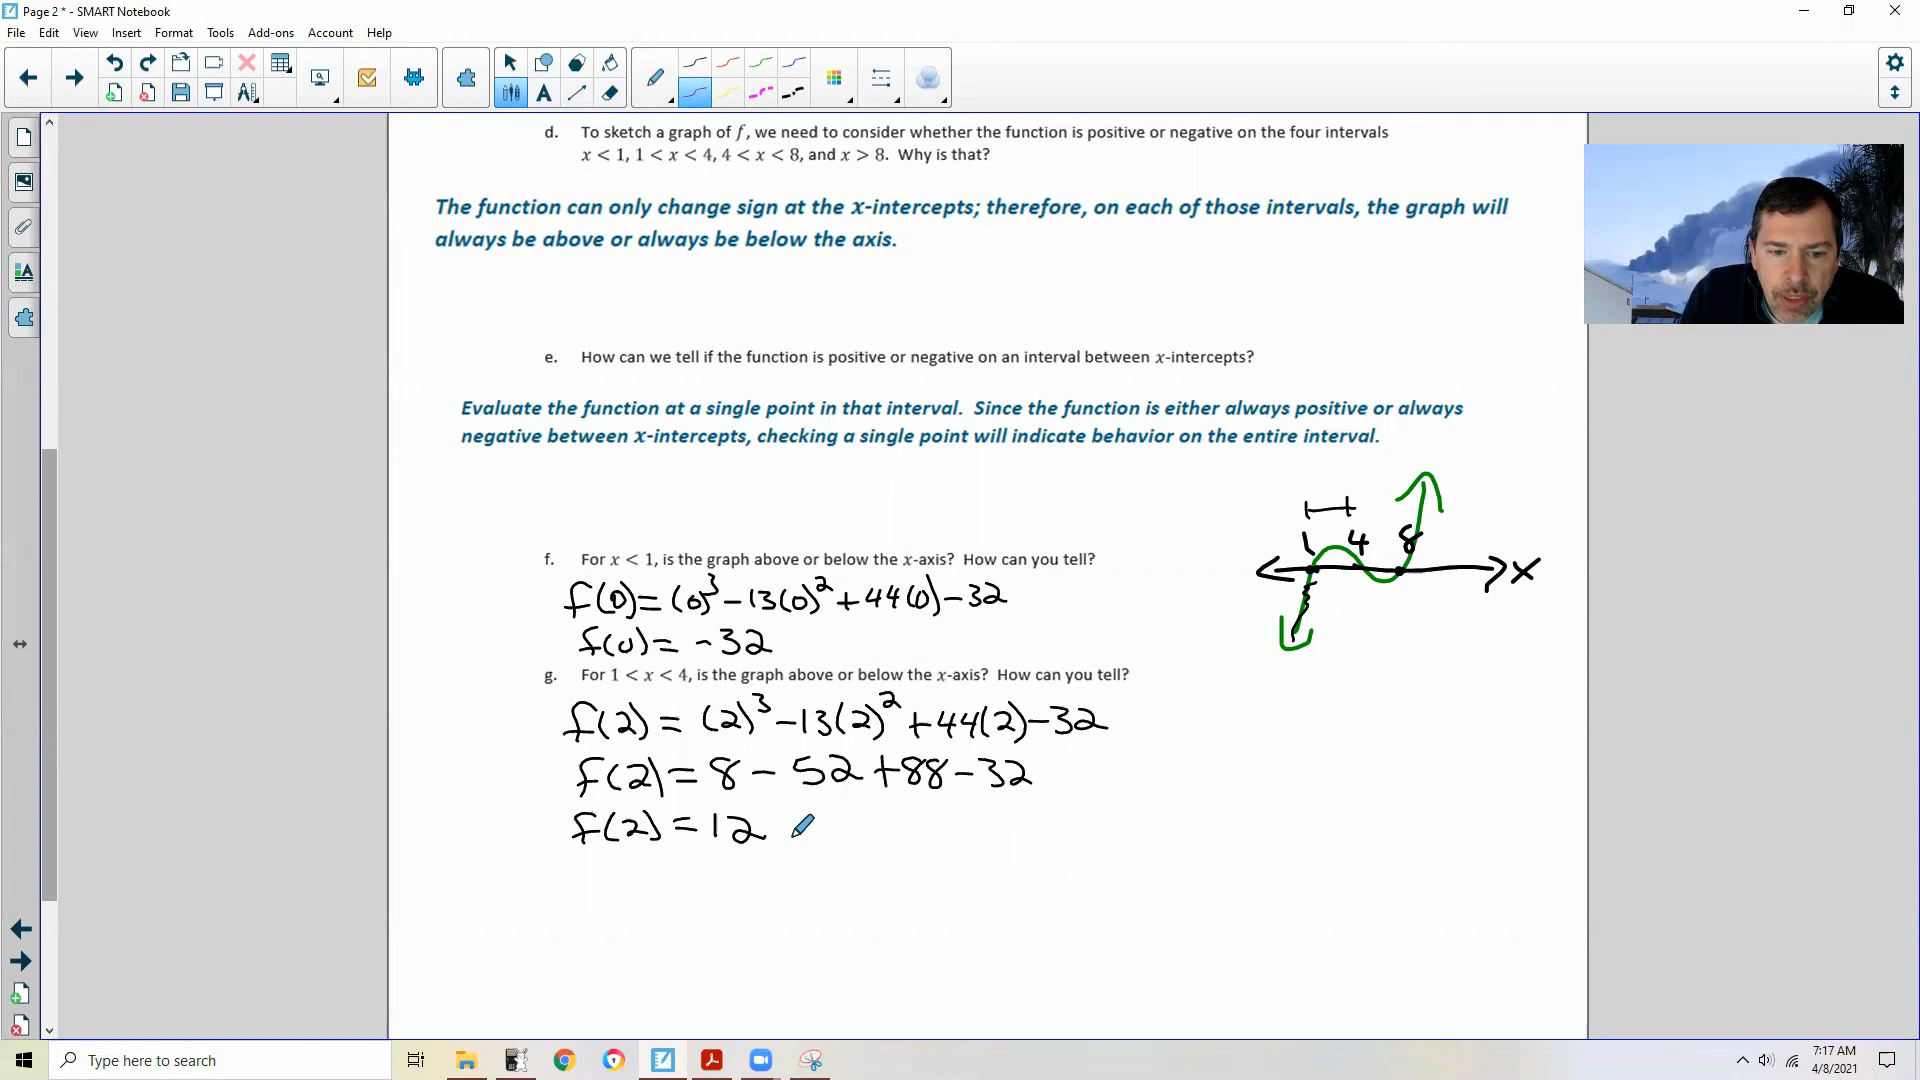 Page 2 * - SMART Notebook
File Edit View Insert Format Tools Add-ons Account Help
d. To sketch a graph of f, we need to consider whether the function is positive or negative on the four intervals
x < 1, 1 < x < 4, 4 < x < 8, and x > 8. Why is that?
The function can only change sign at the x-intercepts; therefore, on each of those intervals, the graph will
always be above or always be below the axis.
e. How can we tell if the function is positive or negative on an interval between x-intercepts?
Evaluate the function at a single point in that interval. Since the function is either always positive or always
negative between x-intercepts, checking a single point will indicate behavior on the entire interval.
1 4 8
x
f. For x < 1, is the graph above or below the x-axis? How can you tell?
f(0) = (0)³ - 13(0)² + 44(0) - 32
f(0) = -32
g. For 1 < x < 4, is the graph above or below the x-axis? How can you tell?
f(2) = (2)³ - 13(2)² + 44(2) - 32
f(2) = 8 - 52 + 88 - 32
f(2) = 12
Type here to search
7:17 AM
4/8/2021